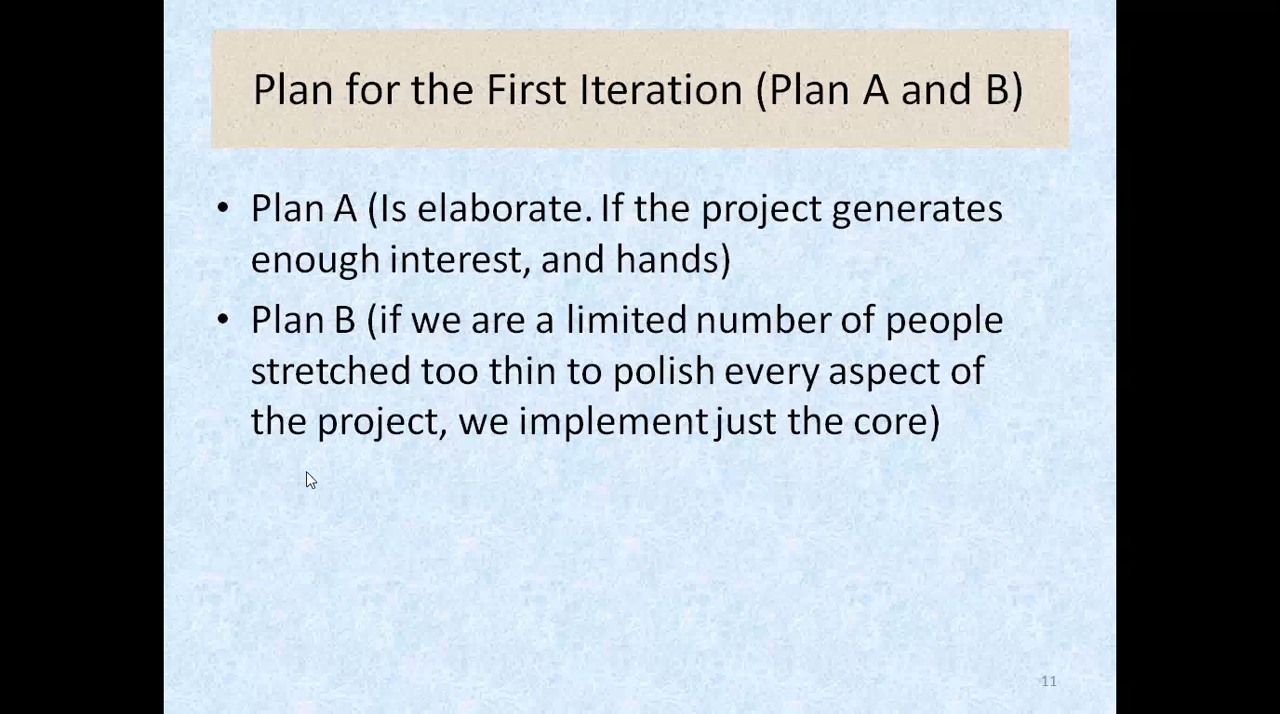 Plan for the First Iteration (Plan A and B)
• Plan A (Is elaborate. If the project generates
enough interest, and hands)
• Plan B (if we are a limited number of people
stretched too thin to polish every aspect of
the project, we implement just the core)
11